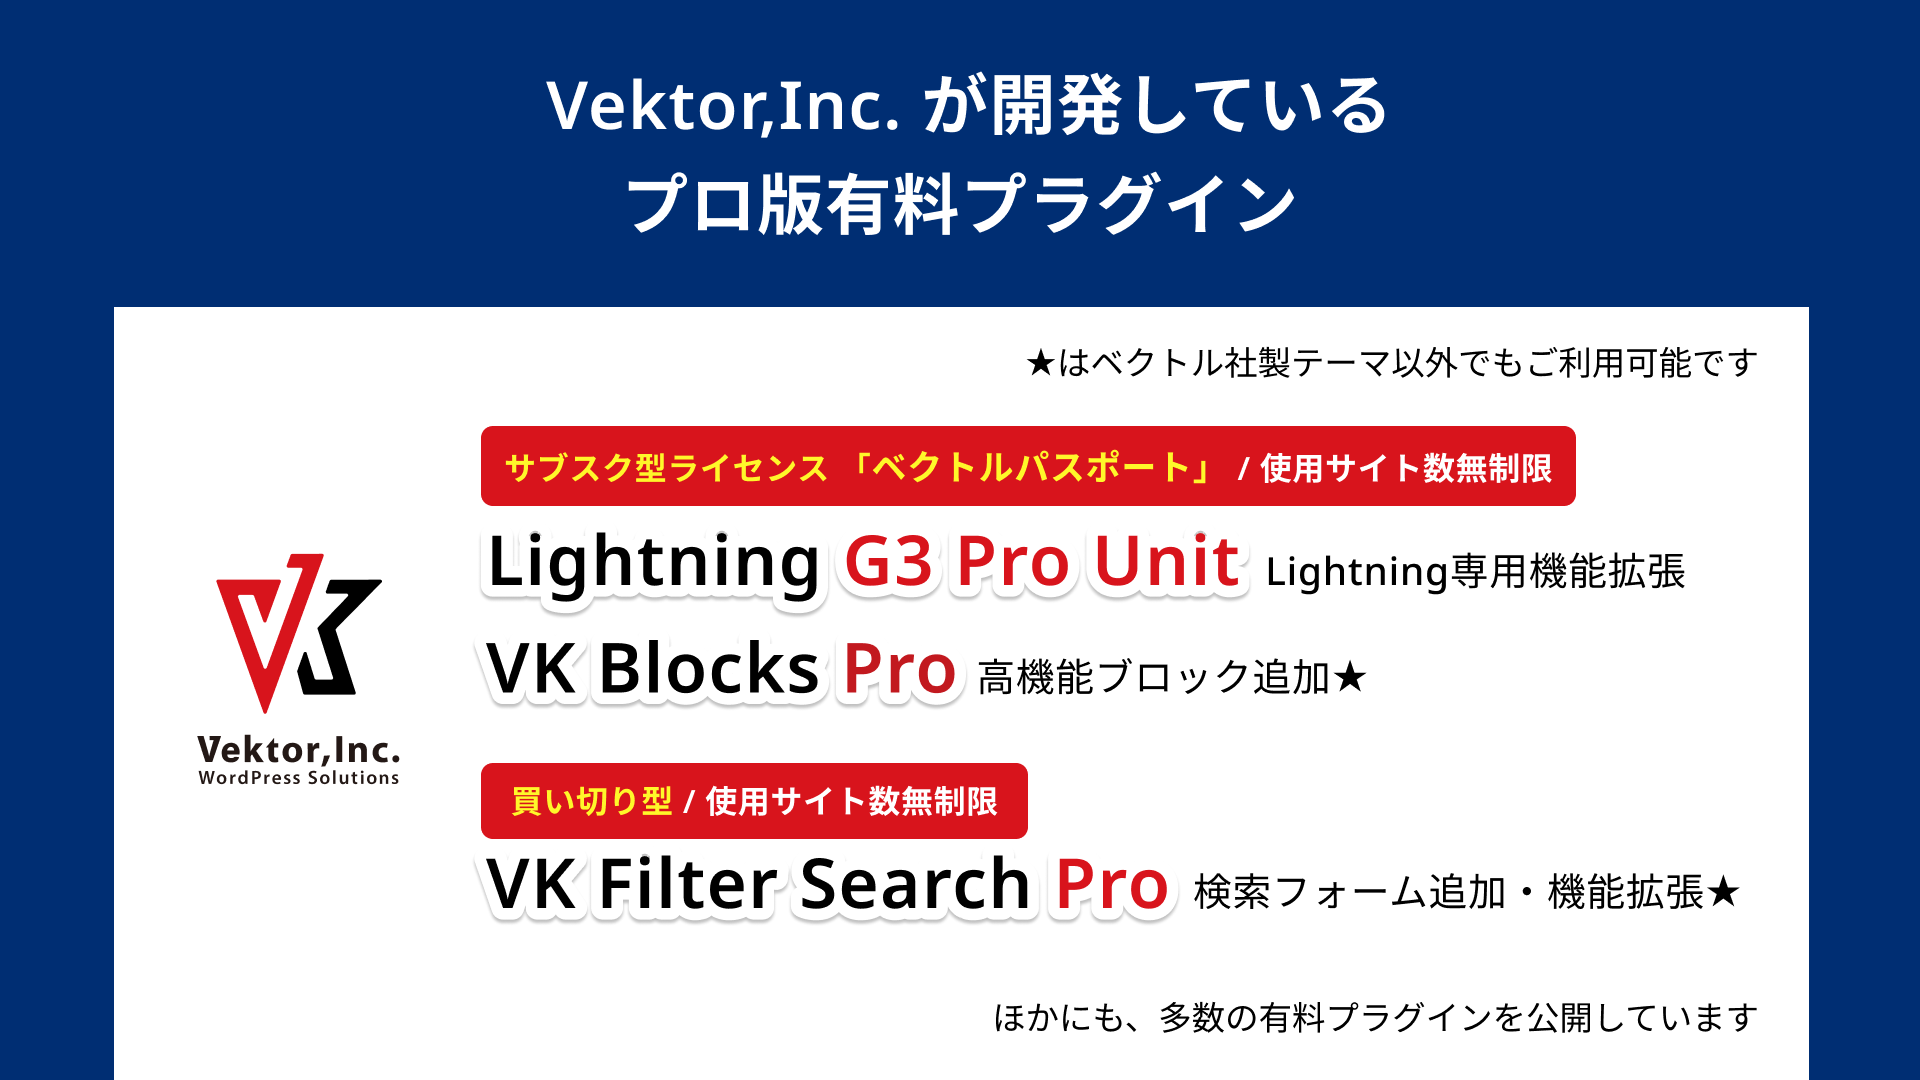 Vektor,Inc. が開発している
プロ版有料プラグイン
★はベクトル社製テーマ以外でもご利用可能です
サブスク型ライセンス 「ベクトルパスポート」 / 使用サイト数無制限
Lightning G3 Pro Unit Lightning専用機能拡張
VK Blocks Pro 高機能ブロック追加★
VK
Vektor,Inc.
WordPress Solutions
買い切り型 / 使用サイト数無制限
VK Filter Search Pro 検索フォーム追加・機能拡張★
ほかにも、多数の有料プラグインを公開しています